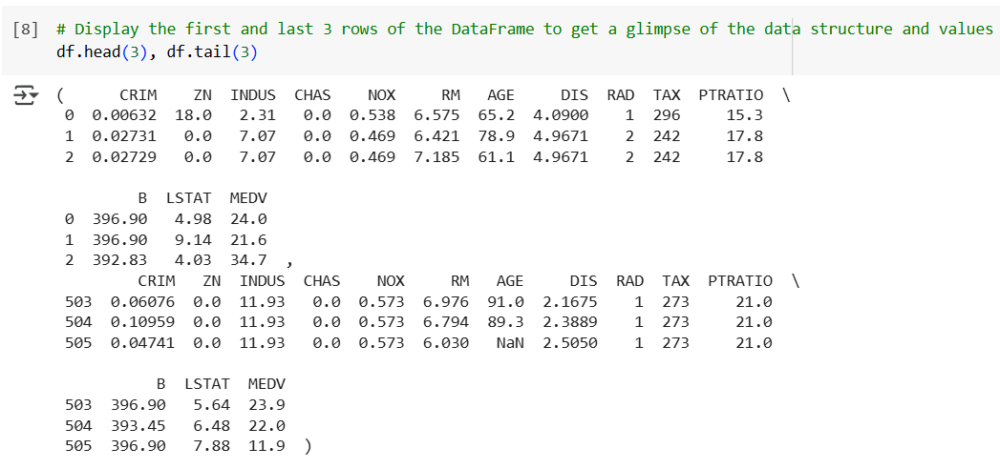 [8] # Display the first and last 3 rows of the DataFrame to get a glimpse of the data structure and values
df.head(3), df.tail(3)
( CRIM ZN INDUS CHAS NOX RM AGE DIS RAD TAX PTRATIO \
0 0.00632 18.0 2.31 0.0 0.538 6.575 65.2 4.0900 1 296 15.3
1 0.02731 0.0 7.07 0.0 0.469 6.421 78.9 4.9671 2 242 17.8
2 0.02729 0.0 7.07 0.0 0.469 7.185 61.1 4.9671 2 242 17.8
B LSTAT MEDV
0 396.90 4.98 24.0
1 396.90 9.14 21.6
2 392.83 4.03 34.7 ,
CRIM ZN INDUS CHAS NOX RM AGE DIS RAD TAX PTRATIO \
503 0.06076 0.0 11.93 0.0 0.573 6.976 91.0 2.1675 1 273 21.0
504 0.10959 0.0 11.93 0.0 0.573 6.794 89.3 2.3889 1 273 21.0
505 0.04741 0.0 11.93 0.0 0.573 6.030 NaN 2.5050 1 273 21.0
B LSTAT MEDV
503 396.90 5.64 23.9
504 393.45 6.48 22.0
505 396.90 7.88 11.9 )